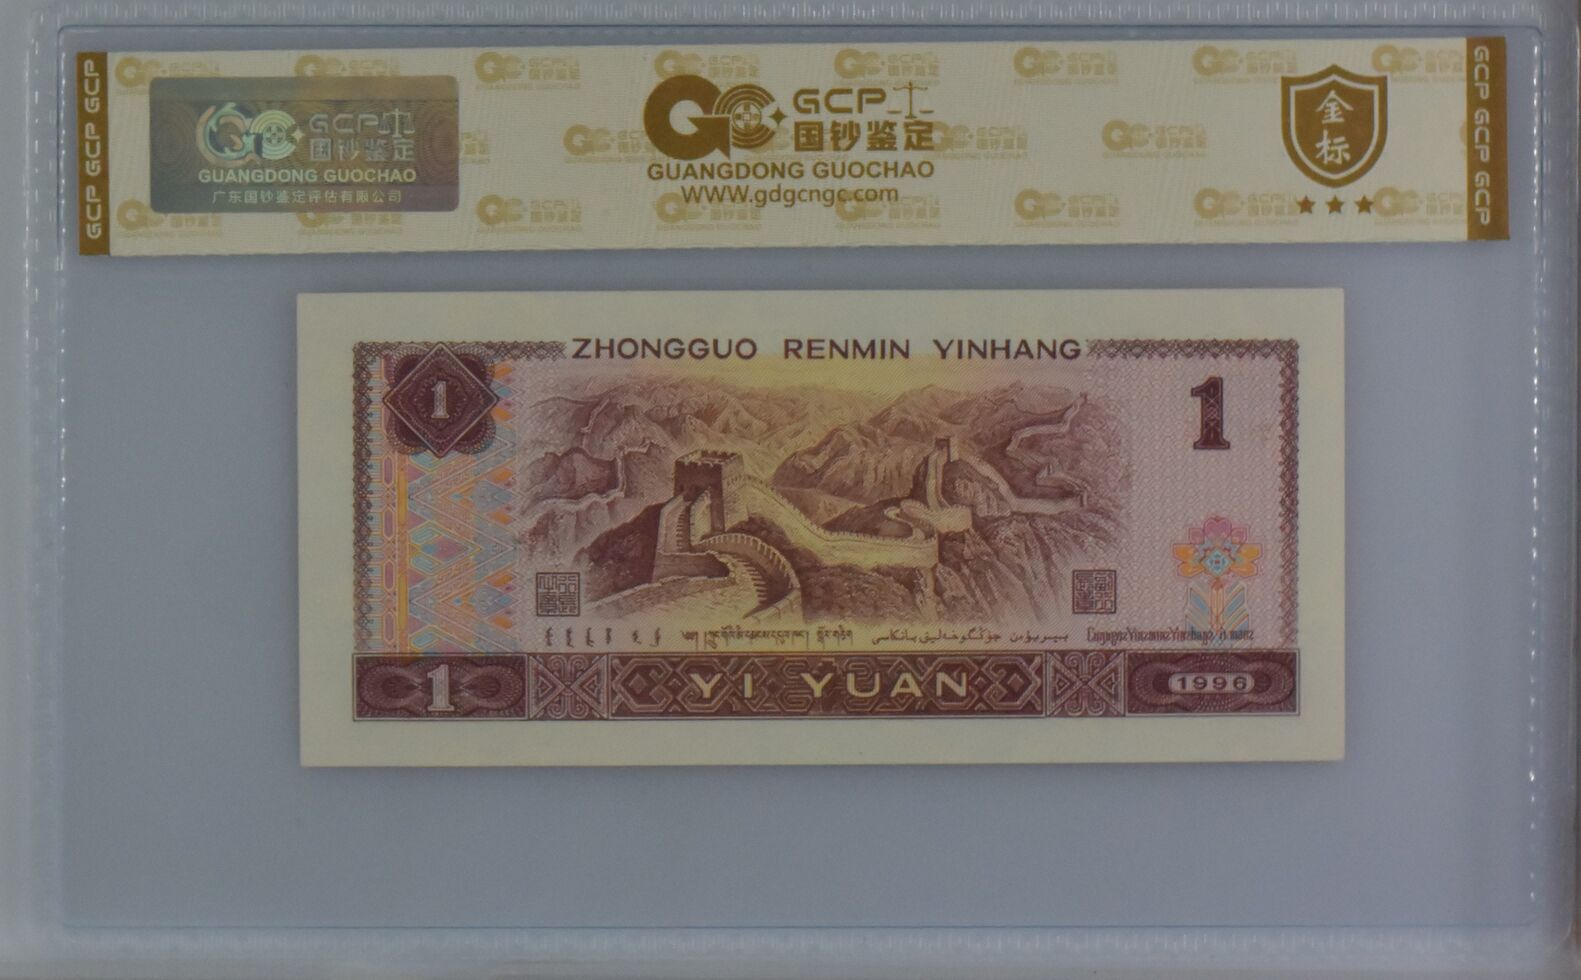 GCP GCP GCP
GCP
国钞鉴定
GUANGDONG GUOCHAO
广东国钞鉴定评估有限公司
GCP
国钞鉴定
GUANGDONG GUOCHAO
WWW.gdgcngc.com
金
标
GCP GCP GCP
ZHONGGUO RENMIN YINHANG
1
1
1
YI YUAN
1996